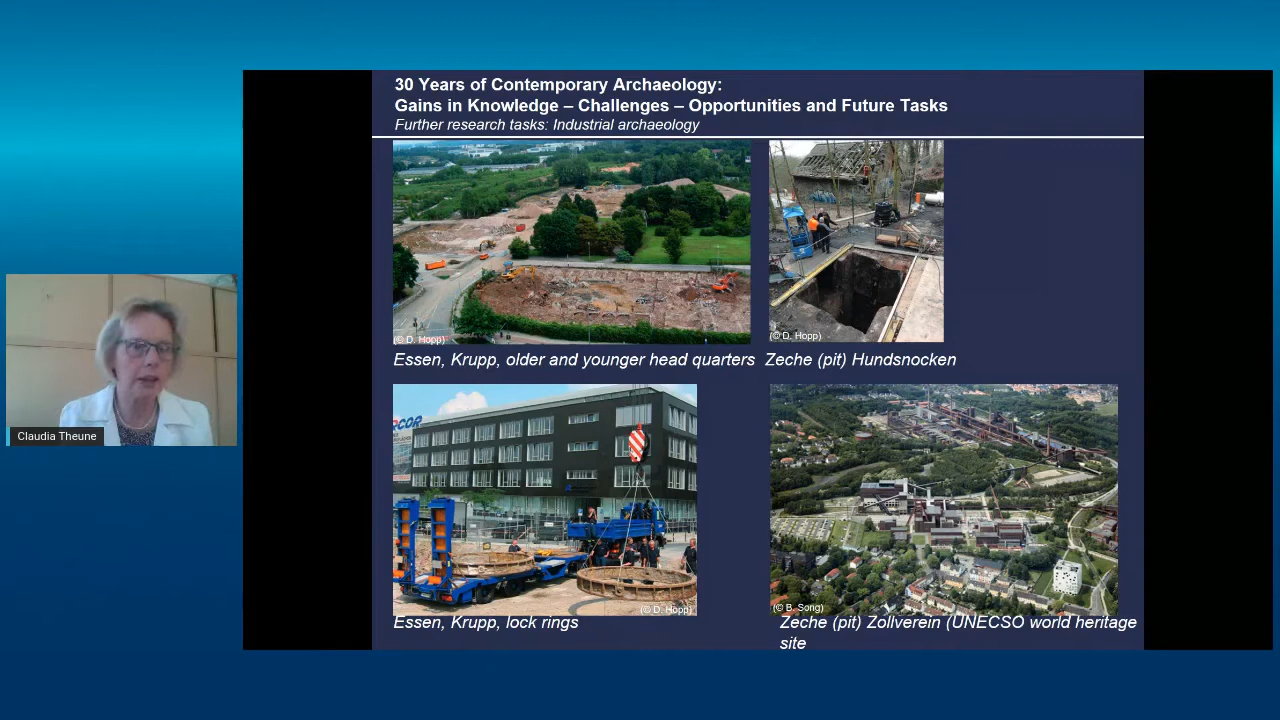 30 Years of Contemporary Archaeology:
Gains in Knowledge – Challenges – Opportunities and Future Tasks
Further research tasks: Industrial archaeology
(© D. Hopp)
(© D. Hopp)
Essen, Krupp, older and younger head quarters
Zeche (pit) Hundsnocken
RCOR
(© D. Hopp)
(© B. Song)
Essen, Krupp, lock rings
Zeche (pit) Zollverein (UNECSO world heritage
site
Claudia Theune